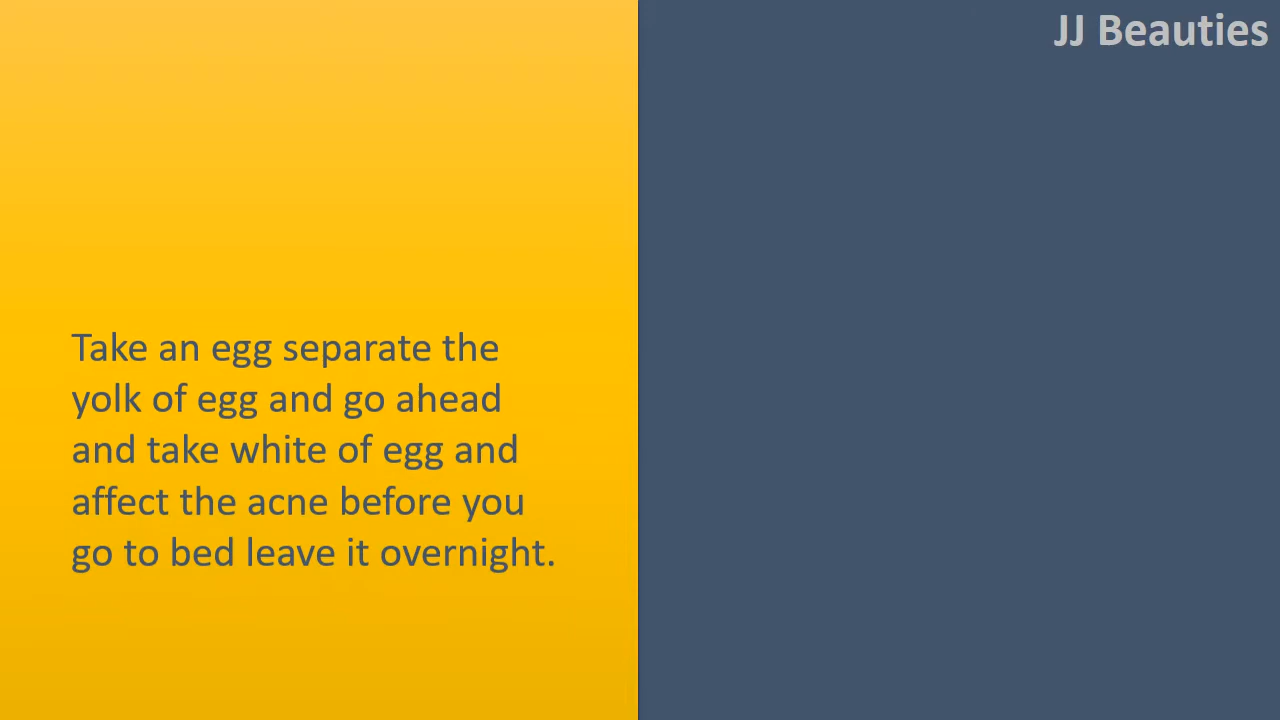 JJ Beauties
Take an egg separate the
yolk of egg and go ahead
and take white of egg and
affect the acne before you
go to bed leave it overnight.